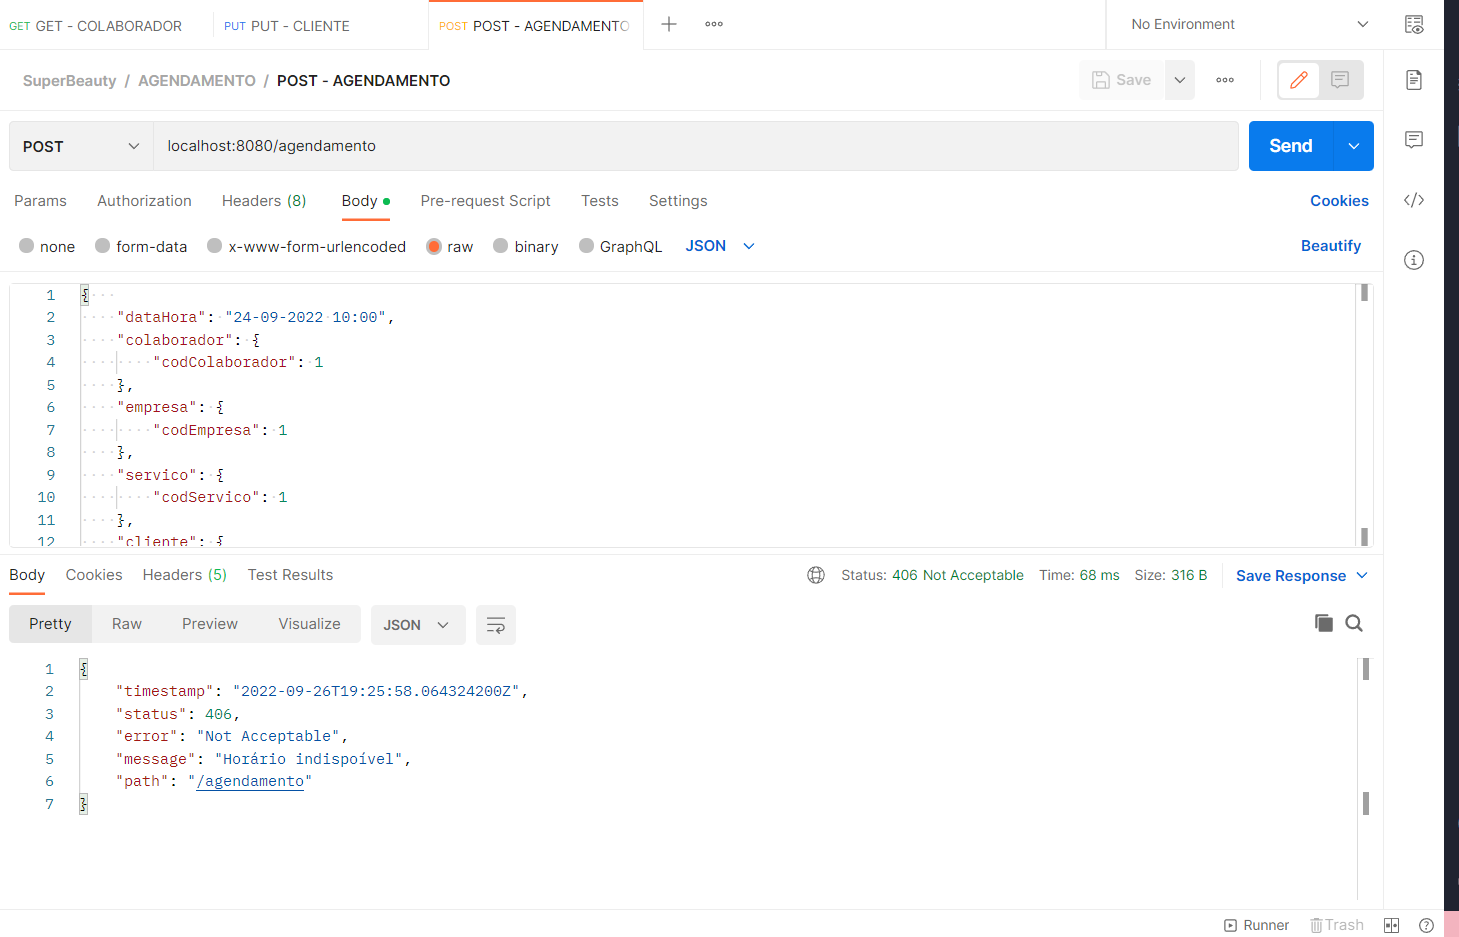 GET GET - COLABORADOR PUT PUT - CLIENTE POST POST - AGENDAMENTO No Environment
SuperBeauty / AGENDAMENTO / POST - AGENDAMENTO Save
POST localhost:8080/agendamento Send
Params Authorization Headers (8) Body Pre-request Script Tests Settings Cookies
none form-data x-www-form-urlencoded raw binary GraphQL JSON Beautify
1 {
2 "dataHora": "24-09-2022 10:00",
3 "colaborador": {
4 "codColaborador": 1
5 },
6 "empresa": {
7 "codEmpresa": 1
8 },
9 "servico": {
10 "codServico": 1
11 },
12 "cliente": {
Body Cookies Headers (5) Test Results Status: 406 Not Acceptable Time: 68 ms Size: 316 B Save Response
Pretty Raw Preview Visualize JSON
1 {
2 "timestamp": "2022-09-26T19:25:58.064324200Z",
3 "status": 406,
4 "error": "Not Acceptable",
5 "message": "Horário indispoível",
6 "path": "/agendamento"
7 }
Runner Trash